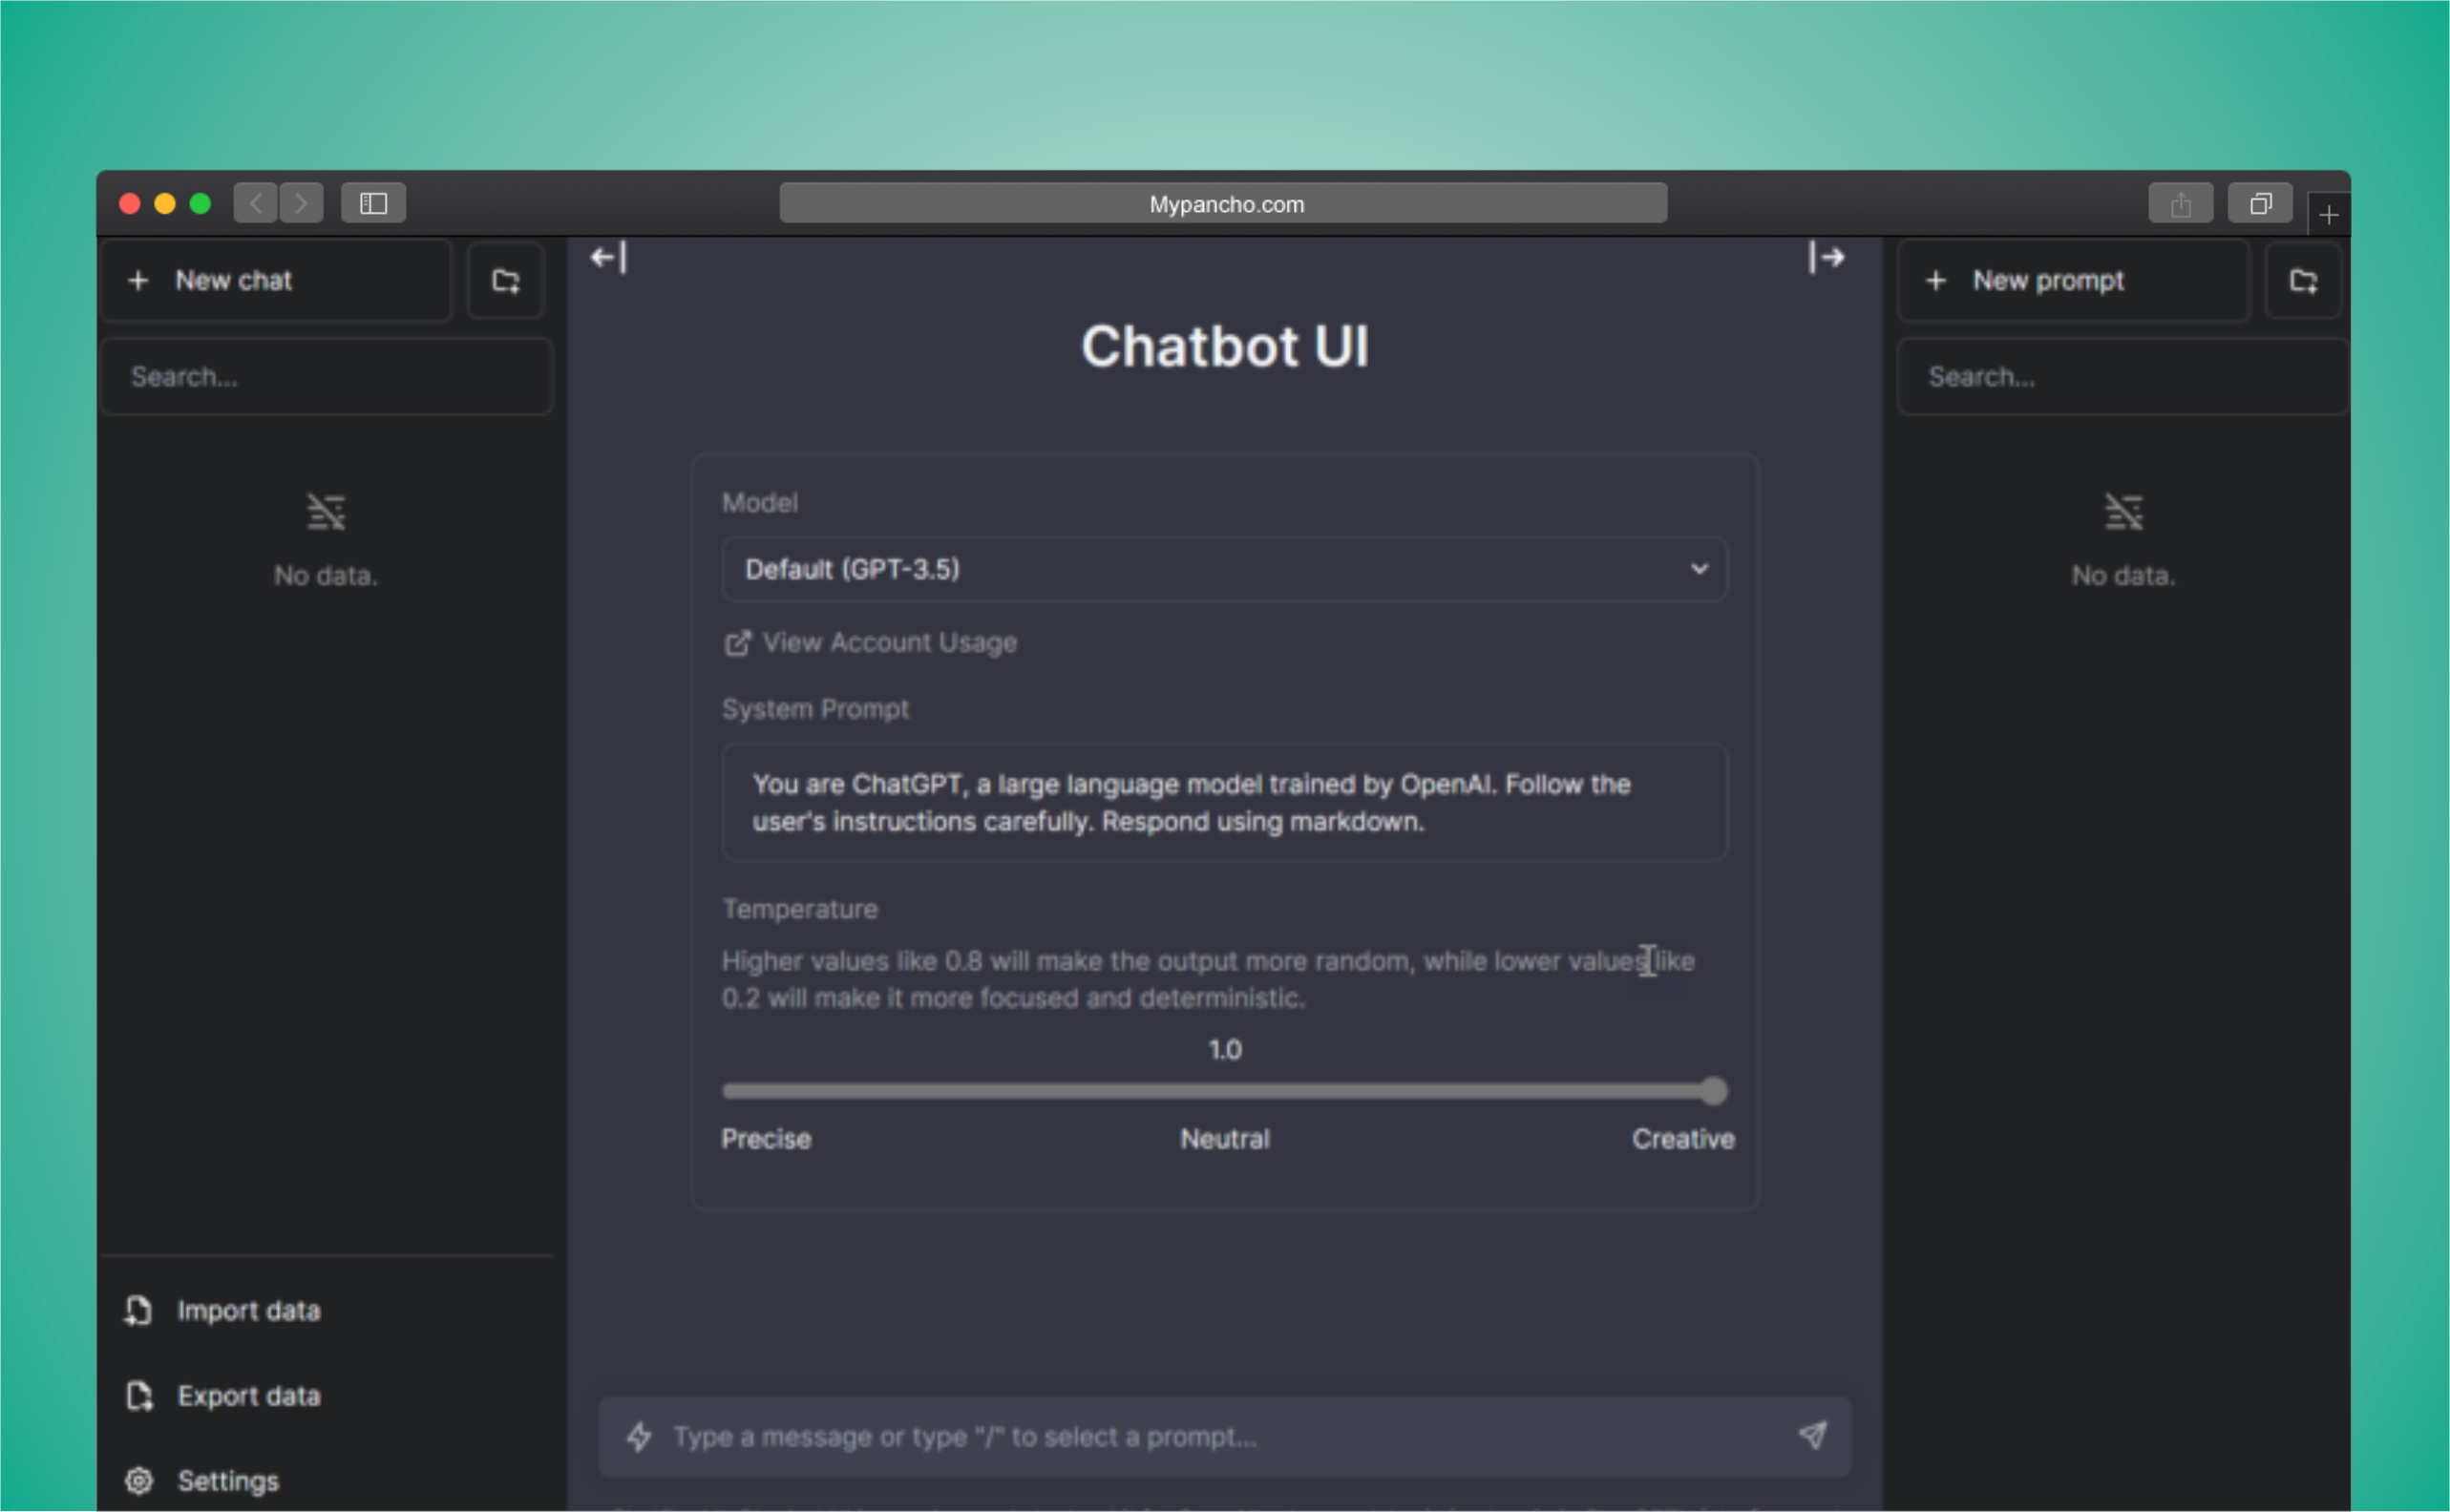 Mypancho.com
New chat
Search...
No data.
Import data
Export data
Settings
Chatbot UI
Model
Default (GPT-3.5)
View Account Usage
System Prompt
You are ChatGPT, a large language model trained by OpenAI. Follow the
user's instructions carefully. Respond using markdown.
Temperature
Higher values like 0.8 will make the output more random, while lower values like
0.2 will make it more focused and deterministic.
1.0
Precise Neutral Creative
Type a message or type "/" to select a prompt...
New prompt
Search...
No data.